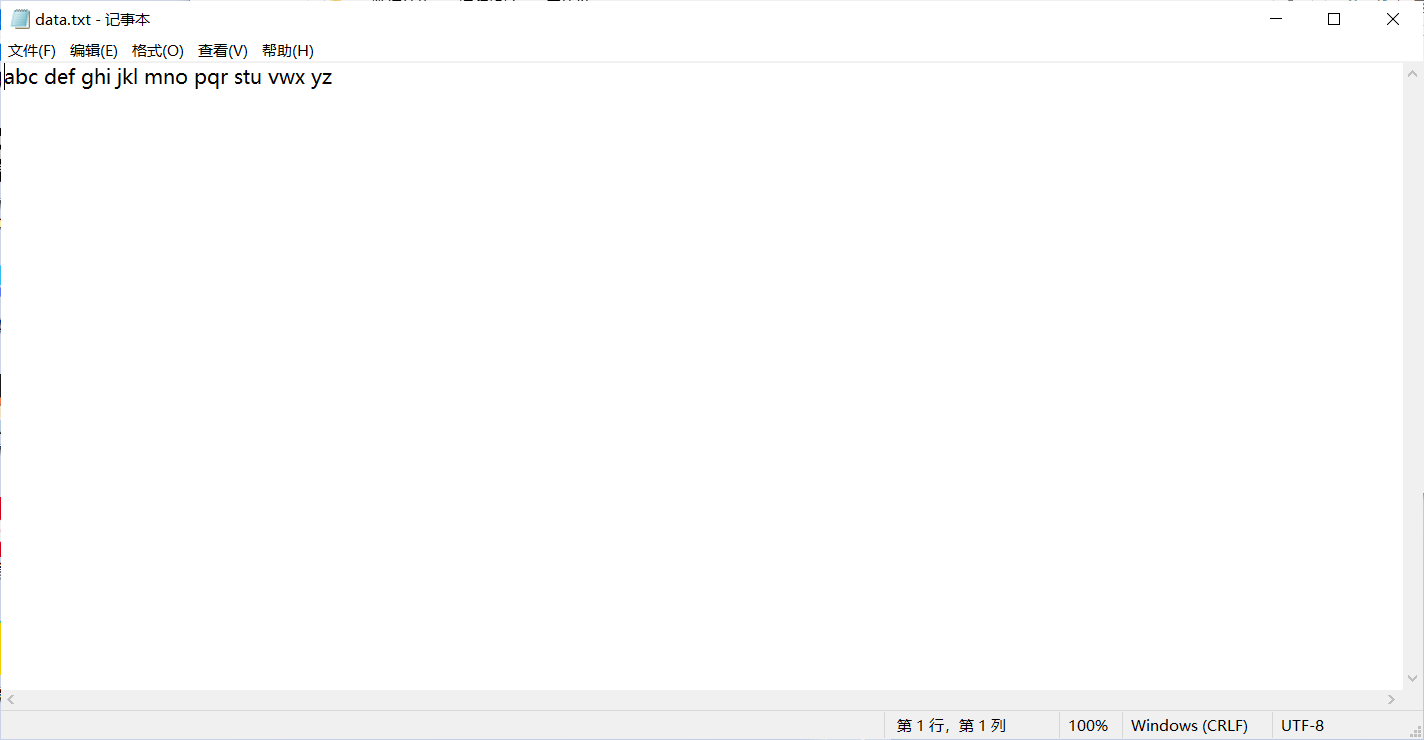 data.txt - 记事本
文件(F) 编辑(E) 格式(O) 查看(V) 帮助(H)
abc def ghi jkl mno pqr stu vwx yz
第 1 行，第 1 列 100% Windows (CRLF) UTF-8